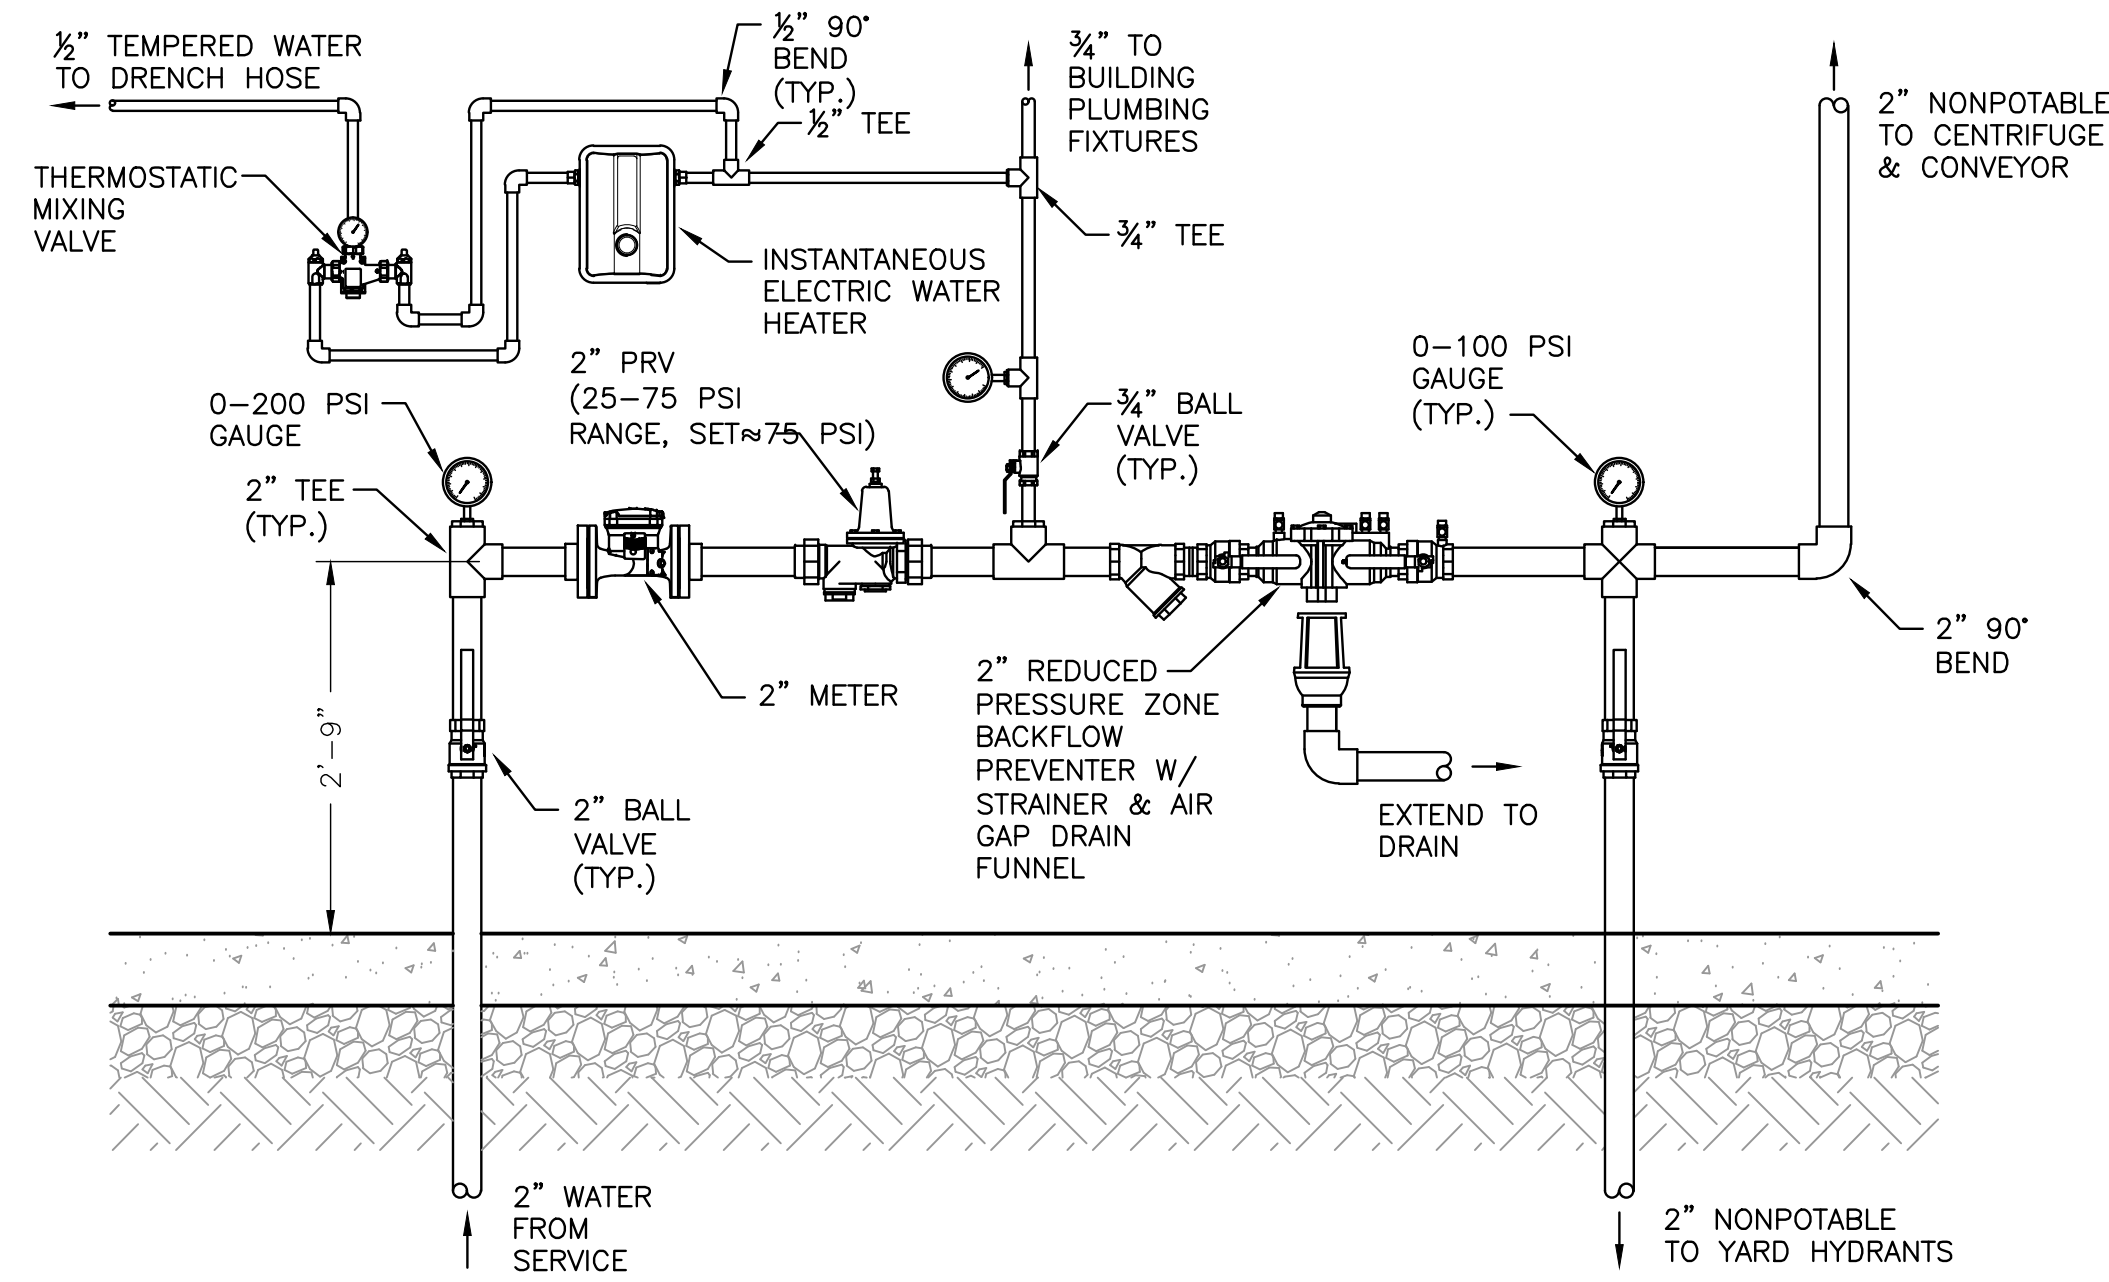 ½” TEMPERED WATER
TO DRENCH HOSE
½” 90°
BEND
(TYP.)
½” TEE
¾” TO
BUILDING
PLUMBING
FIXTURES
2” NONPOTABLE
TO CENTRIFUGE
& CONVEYOR
THERMOSTATIC
MIXING
VALVE
¾” TEE
INSTANTANEOUS
ELECTRIC WATER
HEATER
2” PRV
(25–75 PSI
RANGE, SET≈75 PSI)
0–200 PSI
GAUGE
2” TEE
(TYP.)
¾” BALL
VALVE
(TYP.)
0–100 PSI
GAUGE
(TYP.)
2” 90°
BEND
2” METER
2” REDUCED
PRESSURE ZONE
BACKFLOW
PREVENTER W/
STRAINER & AIR
GAP DRAIN
FUNNEL
2’–9”
2” BALL
VALVE
(TYP.)
EXTEND TO
DRAIN
2” WATER
FROM
SERVICE
2” NONPOTABLE
TO YARD HYDRANTS